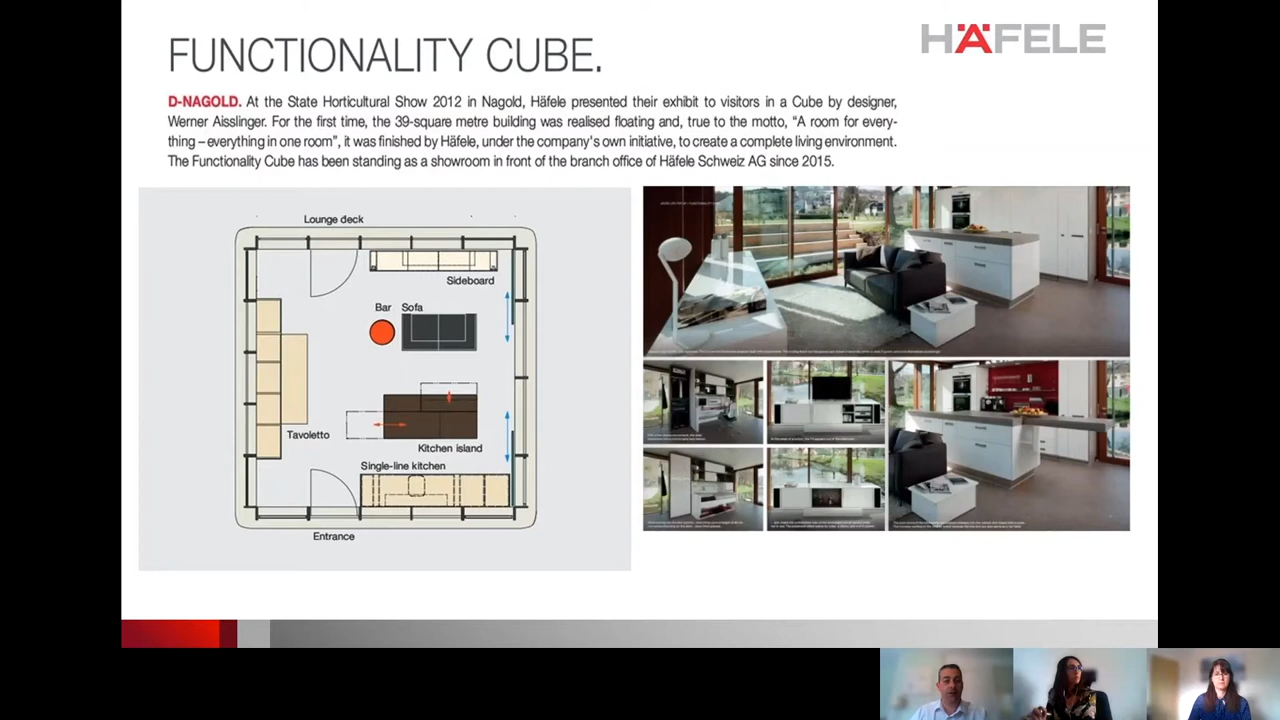 FUNCTIONALITY CUBE.
HÄFELE
D-NAGOLD. At the State Horticultural Show 2012 in Nagold, Häfele presented their exhibit to visitors in a Cube by designer,
Werner Aisslinger. For the first time, the 39-square metre building was realised floating and, true to the motto, “A room for every-
thing – everything in one room”, it was finished by Häfele, under the company's own initiative, to create a complete living environment.
The Functionality Cube has been standing as a showroom in front of the branch office of Häfele Schweiz AG since 2015.
Lounge deck
Sideboard
Bar Sofa
Tavoletto
Kitchen island
Single-line kitchen
Entrance